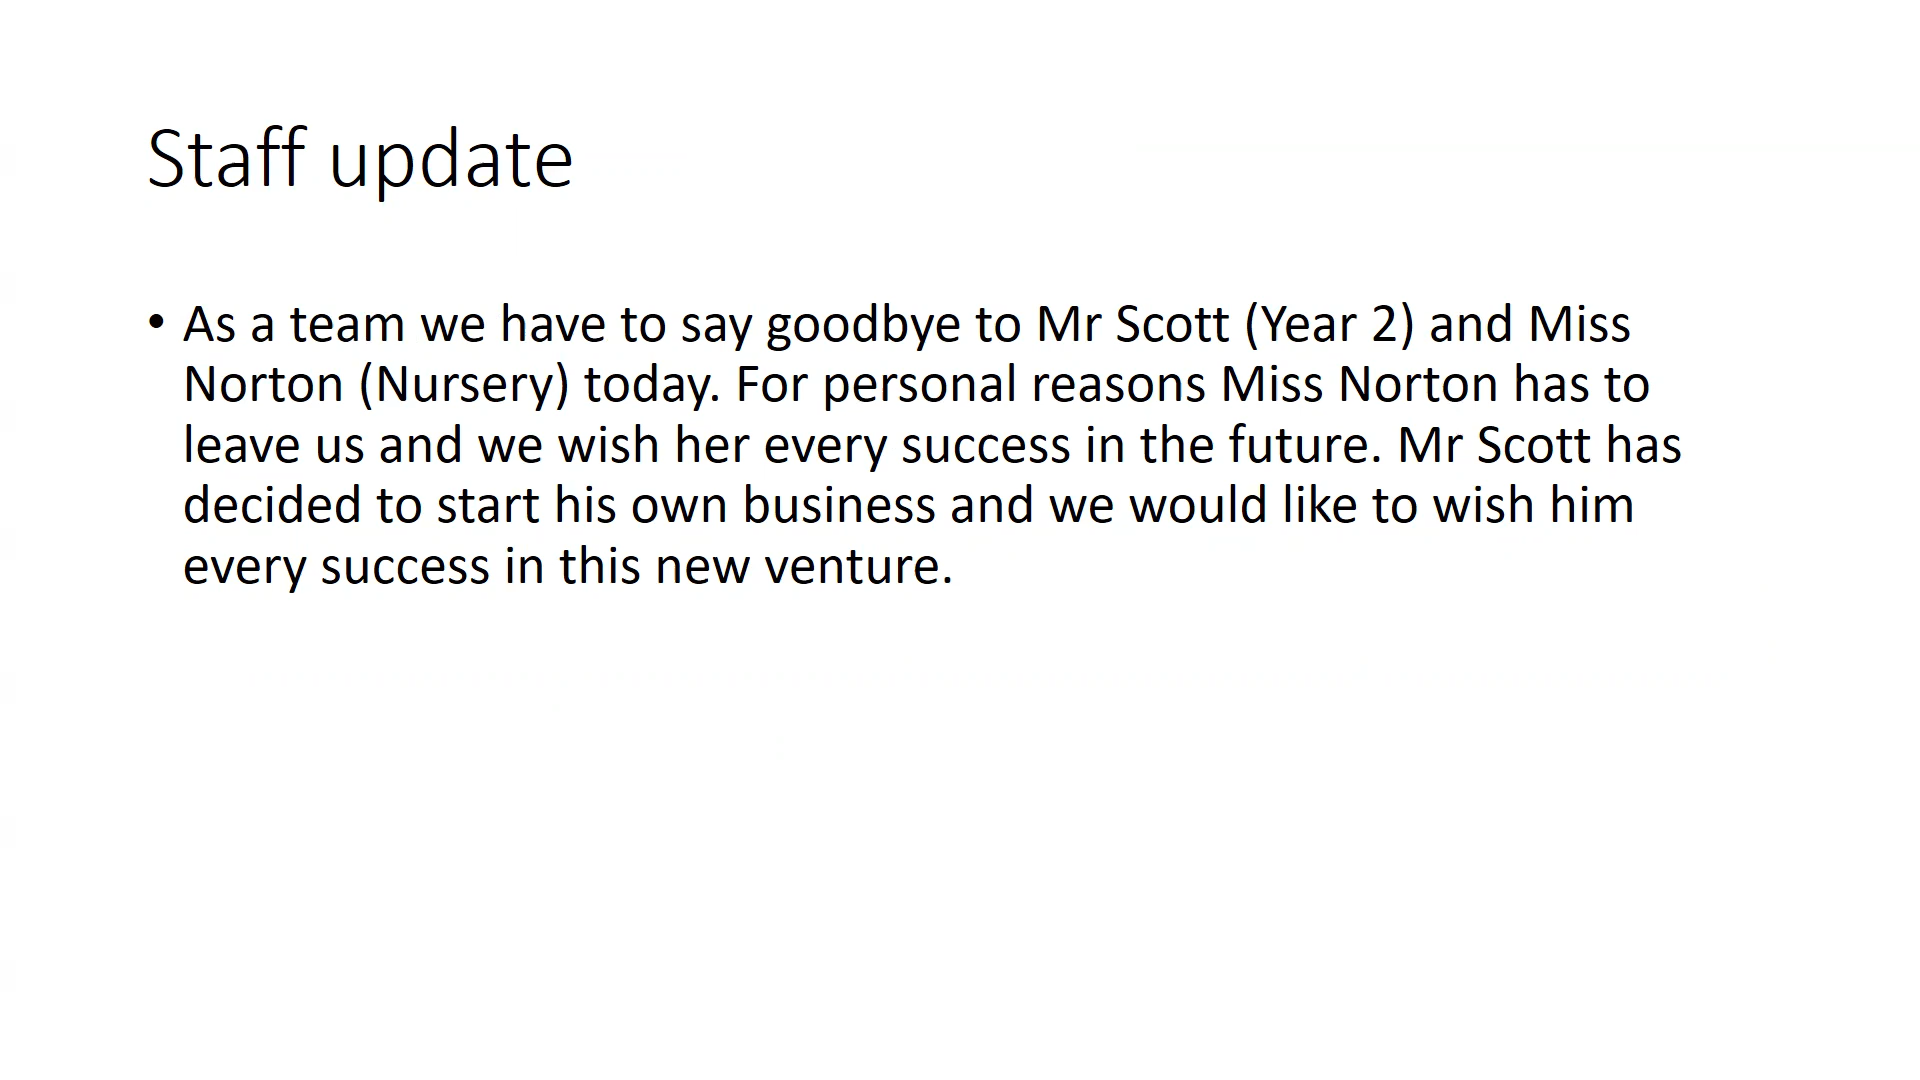 Staff update
• As a team we have to say goodbye to Mr Scott (Year 2) and Miss
Norton (Nursery) today. For personal reasons Miss Norton has to
leave us and we wish her every success in the future. Mr Scott has
decided to start his own business and we would like to wish him
every success in this new venture.